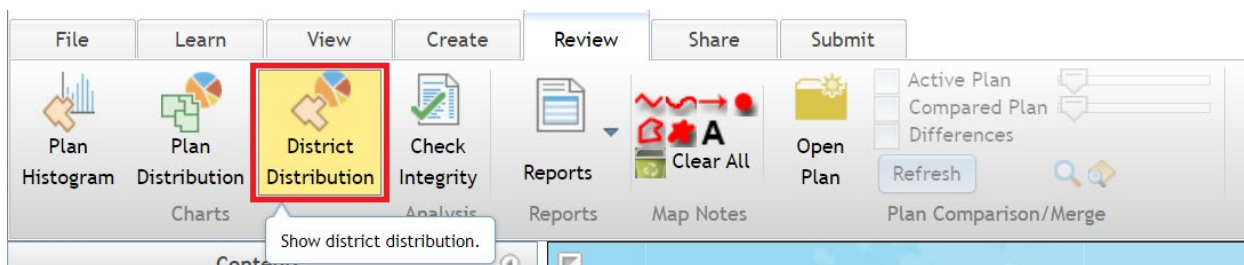 File Learn View Create Review Share Submit
Active Plan
Compared Plan
Differences
Plan Histogram
Plan Distribution
District Distribution
Check Integrity
Reports
A
Clear All
Open Plan
Refresh
Charts Analysis Reports Map Notes Plan Comparison/Merge
Show district distribution.